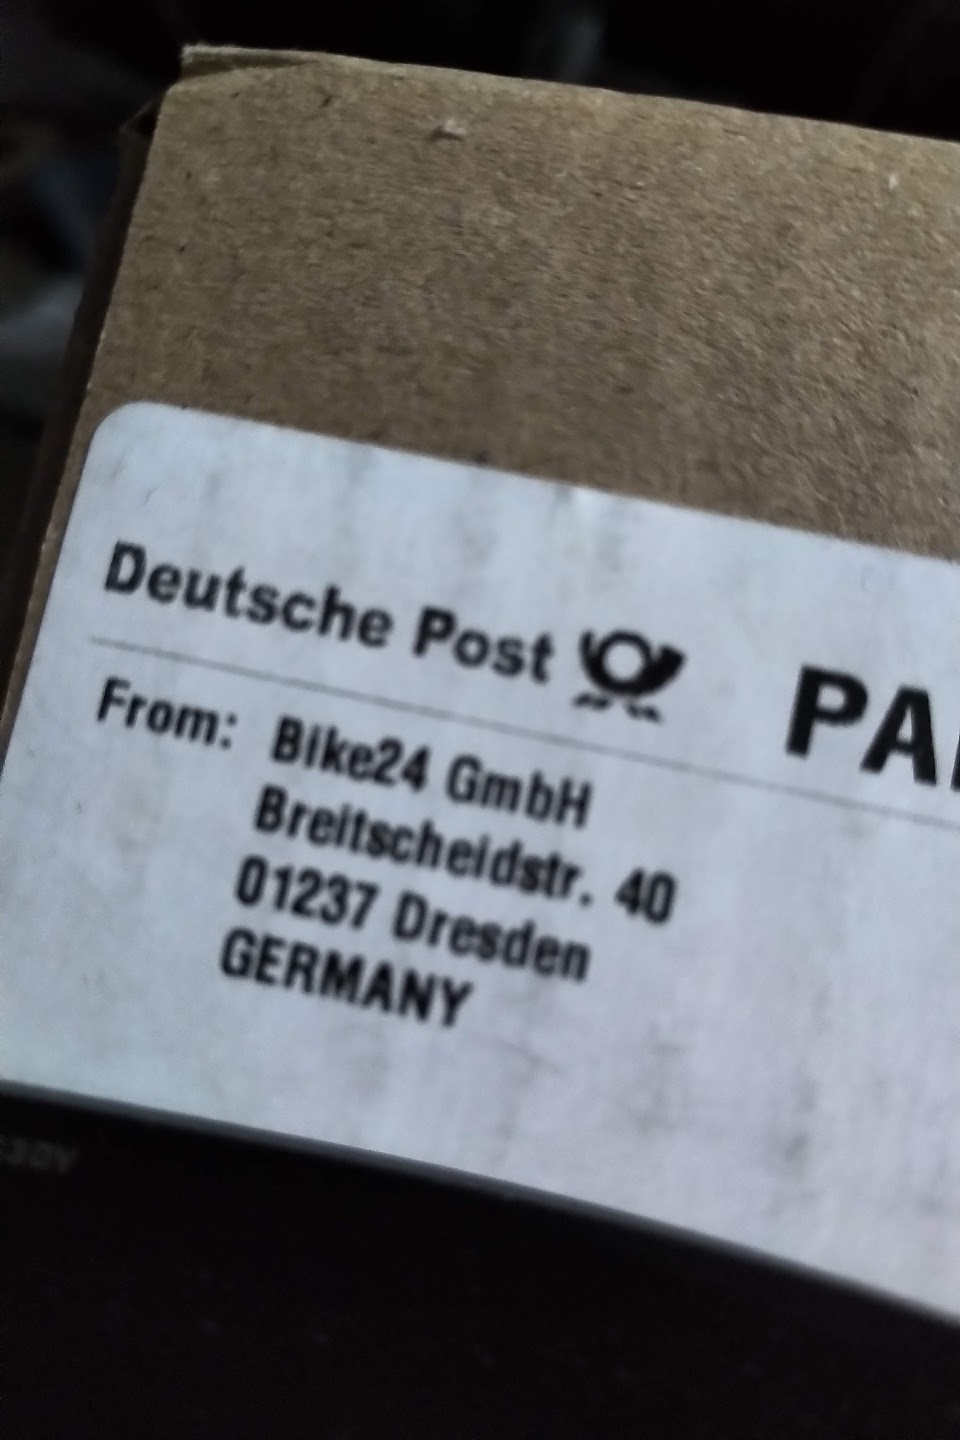 Deutsche Post
From: Bike24 GmbH
Breitscheidstr. 40
01237 Dresden
GERMANY